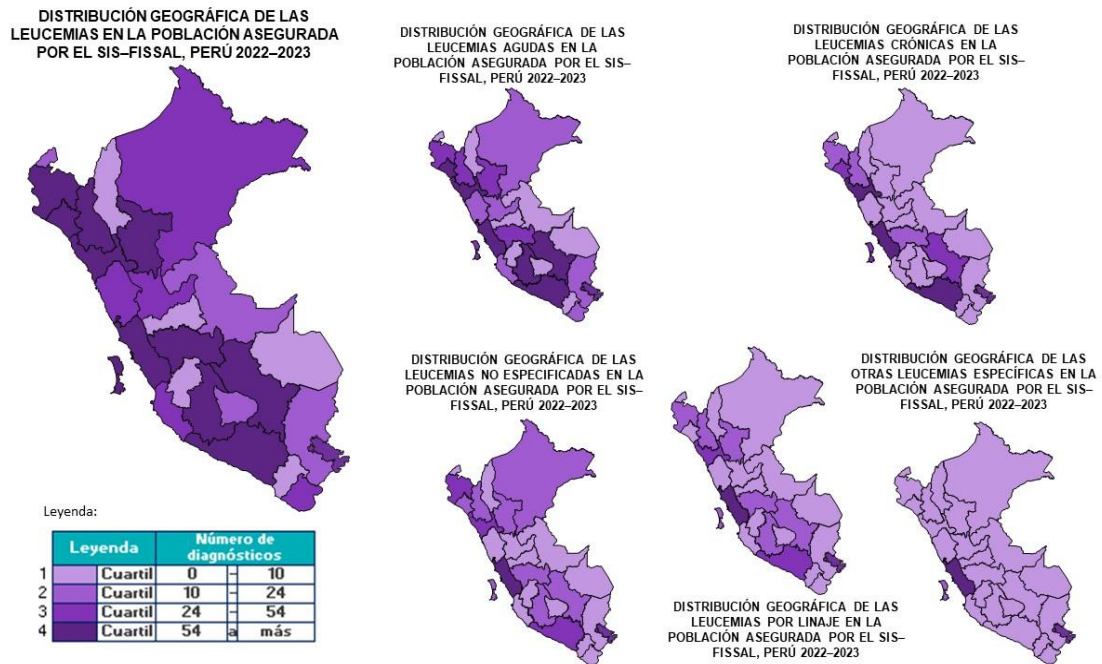 DISTRIBUCIÓN GEOGRÁFICA DE LAS
LEUCEMIAS EN LA POBLACIÓN ASEGURADA
POR EL SIS–FISSAL, PERÚ 2022–2023
DISTRIBUCIÓN GEOGRÁFICA DE LAS
LEUCEMIAS AGUDAS EN LA
POBLACIÓN ASEGURADA POR EL SIS–
FISSAL, PERÚ 2022–2023
DISTRIBUCIÓN GEOGRÁFICA DE LAS
LEUCEMIAS CRÓNICAS EN LA
POBLACIÓN ASEGURADA POR EL SIS–
FISSAL, PERÚ 2022–2023
DISTRIBUCIÓN GEOGRÁFICA DE LAS
LEUCEMIAS NO ESPECIFICADAS EN LA
POBLACIÓN ASEGURADA POR EL SIS–
FISSAL, PERÚ 2022–2023
DISTRIBUCIÓN GEOGRÁFICA DE LAS
OTRAS LEUCEMIAS ESPECÍFICAS EN LA
POBLACIÓN ASEGURADA POR EL SIS–
FISSAL, PERÚ 2022–2023
Leyenda:
Leyenda Número de
diagnósticos
1 Cuartil 0 – 10
2 Cuartil 10 – 24
3 Cuartil 24 – 54
4 Cuartil 54 a más
DISTRIBUCIÓN GEOGRÁFICA DE LAS
LEUCEMIAS POR LINAJE EN LA
POBLACIÓN ASEGURADA POR EL SIS–
FISSAL, PERÚ 2022–2023